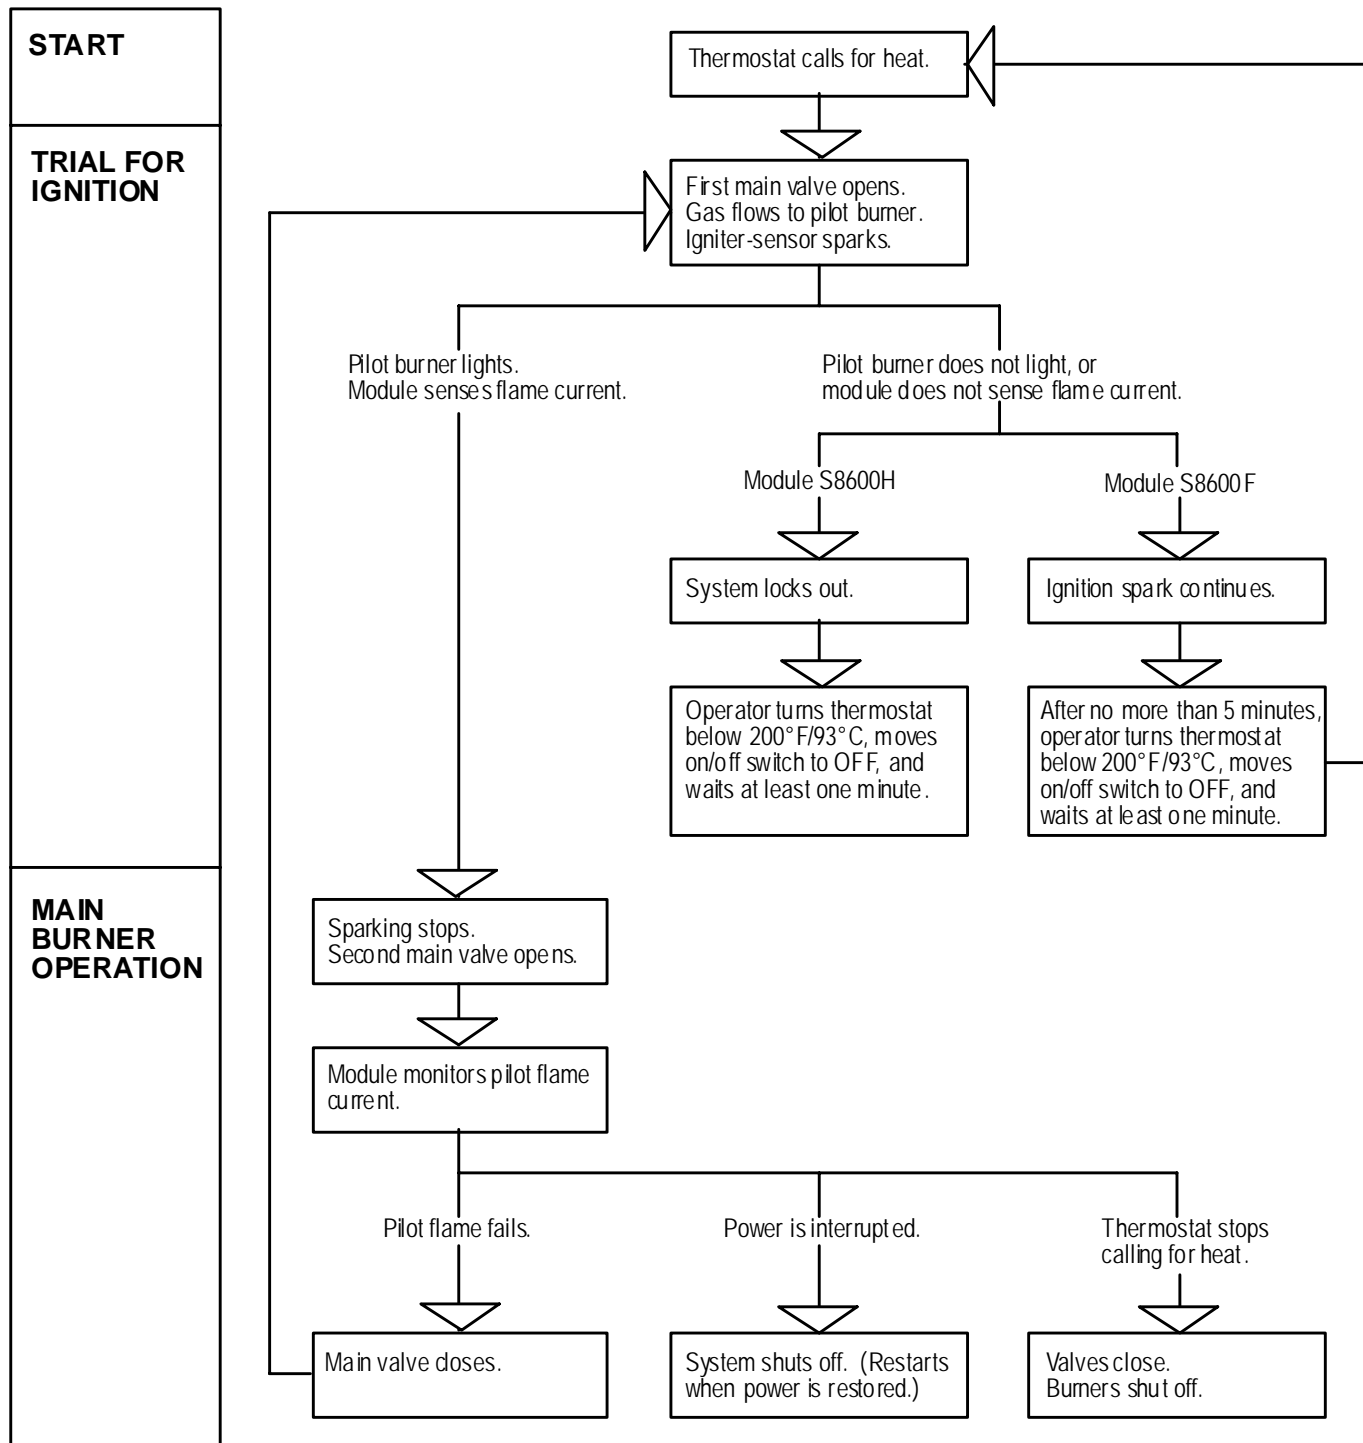 START
Thermostat calls for heat.
TRIAL FOR
IGNITION
First main valve opens.
Gas flows to pilot burner.
Igniter-sensor sparks.
Pilot burner lights.
Module senses flame current.
Pilot burner does not light, or
module does not sense flame current.
Module S8600H
Module S8600F
System locks out.
Ignition spark continues.
Operator turns thermostat
below 200°F/93°C, moves
on/off switch to OFF, and
waits at least one minute.
After no more than 5 minutes,
operator turns thermostat
below 200°F/93°C, moves
on/off switch to OFF, and
waits at least one minute.
MAIN
BURNER
OPERATION
Sparking stops.
Second main valve opens.
Module monitors pilot flame
current.
Pilot flame fails.
Power is interrupted.
Thermostat stops
calling for heat.
Main valve closes.
System shuts off. (Restarts
when power is restored.)
Valves close.
Burners shut off.